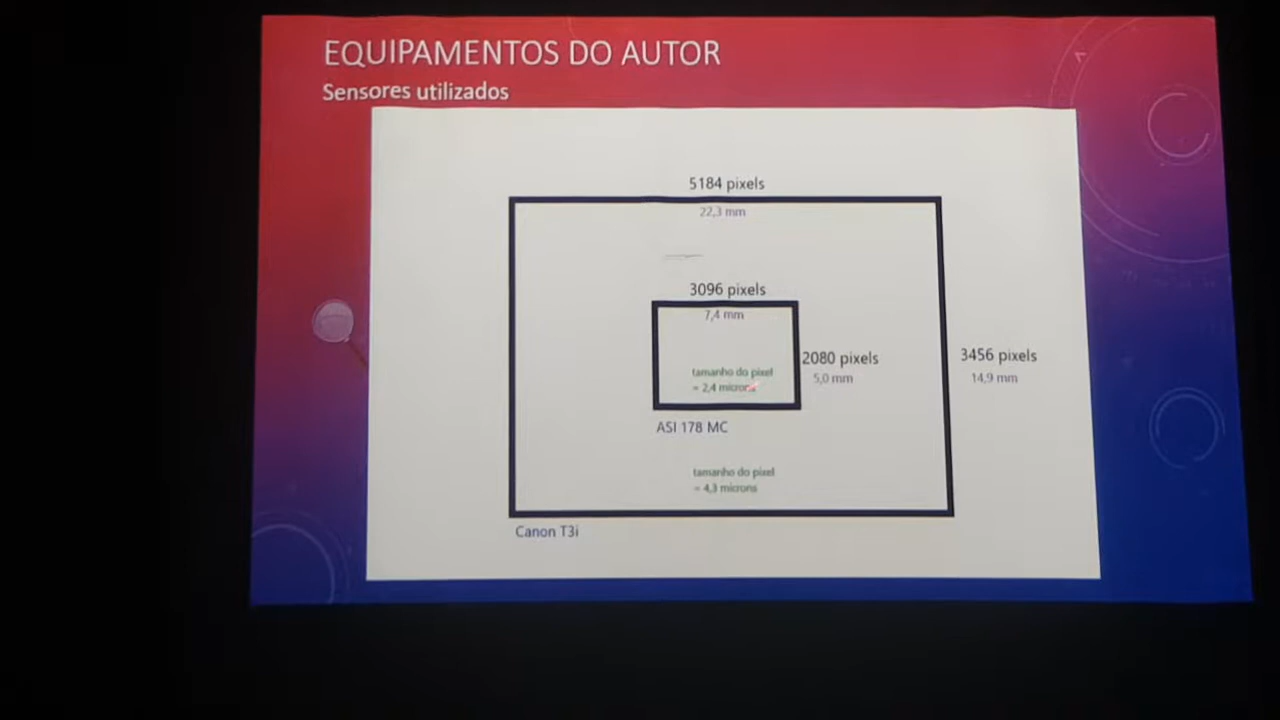 EQUIPAMENTOS DO AUTOR
Sensores utilizados
5184 pixels
22,3 mm
3096 pixels
7,4 mm
2080 pixels
5,0 mm
3456 pixels
14,9 mm
tamanho do pixel
= 2,4 microns
ASI 178 MC
tamanho do pixel
= 4,3 microns
Canon T3i